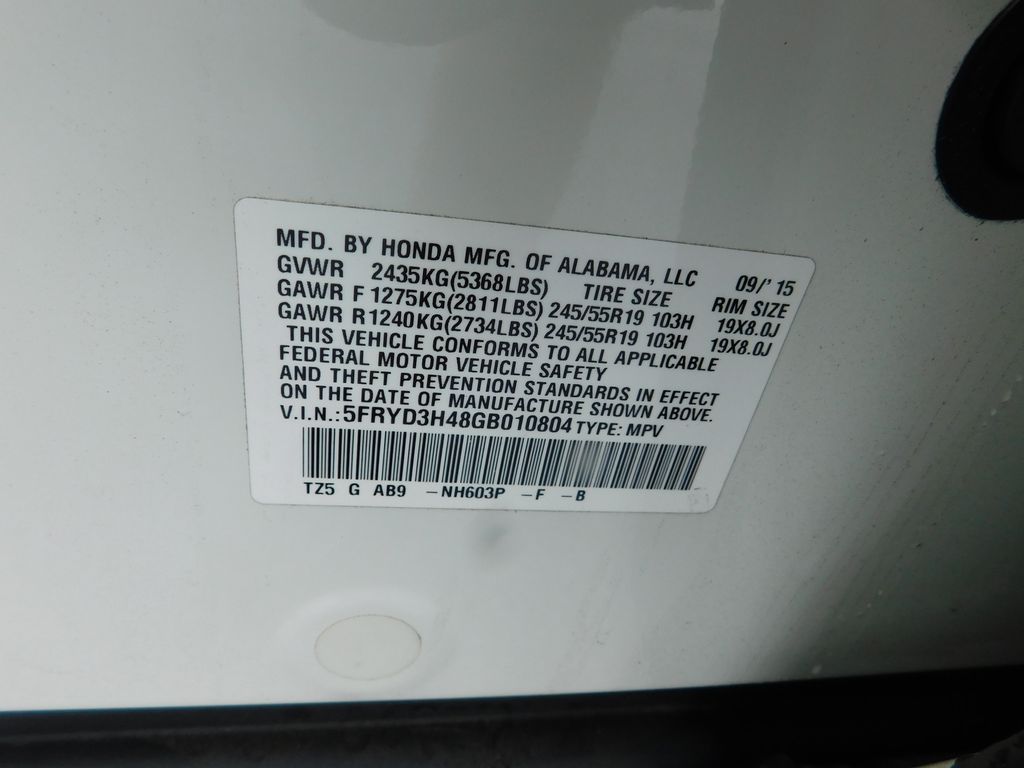 MFD. BY HONDA MFG. OF ALABAMA, LLC 09/'15
GVWR 2435KG(5368LBS) TIRE SIZE RIM SIZE
GAWR F 1275KG(2811LBS) 245/55R19 103H 19X8.0J
GAWR R1240KG(2734LBS) 245/55R19 103H 19X8.0J
THIS VEHICLE CONFORMS TO ALL APPLICABLE
FEDERAL MOTOR VEHICLE SAFETY
AND THEFT PREVENTION STANDARDS IN EFFECT
ON THE DATE OF MANUFACTURE SHOWN ABOVE.
V.I.N.:5FRYD3H48GB010804 TYPE: MPV
TZ5 G AB9 -NH603P -F -B